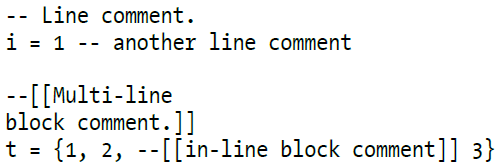 -- Line comment.
i = 1 -- another line comment
--[[Multi-line
block comment.]]
t = {1, 2, --[[in-line block comment]] 3}